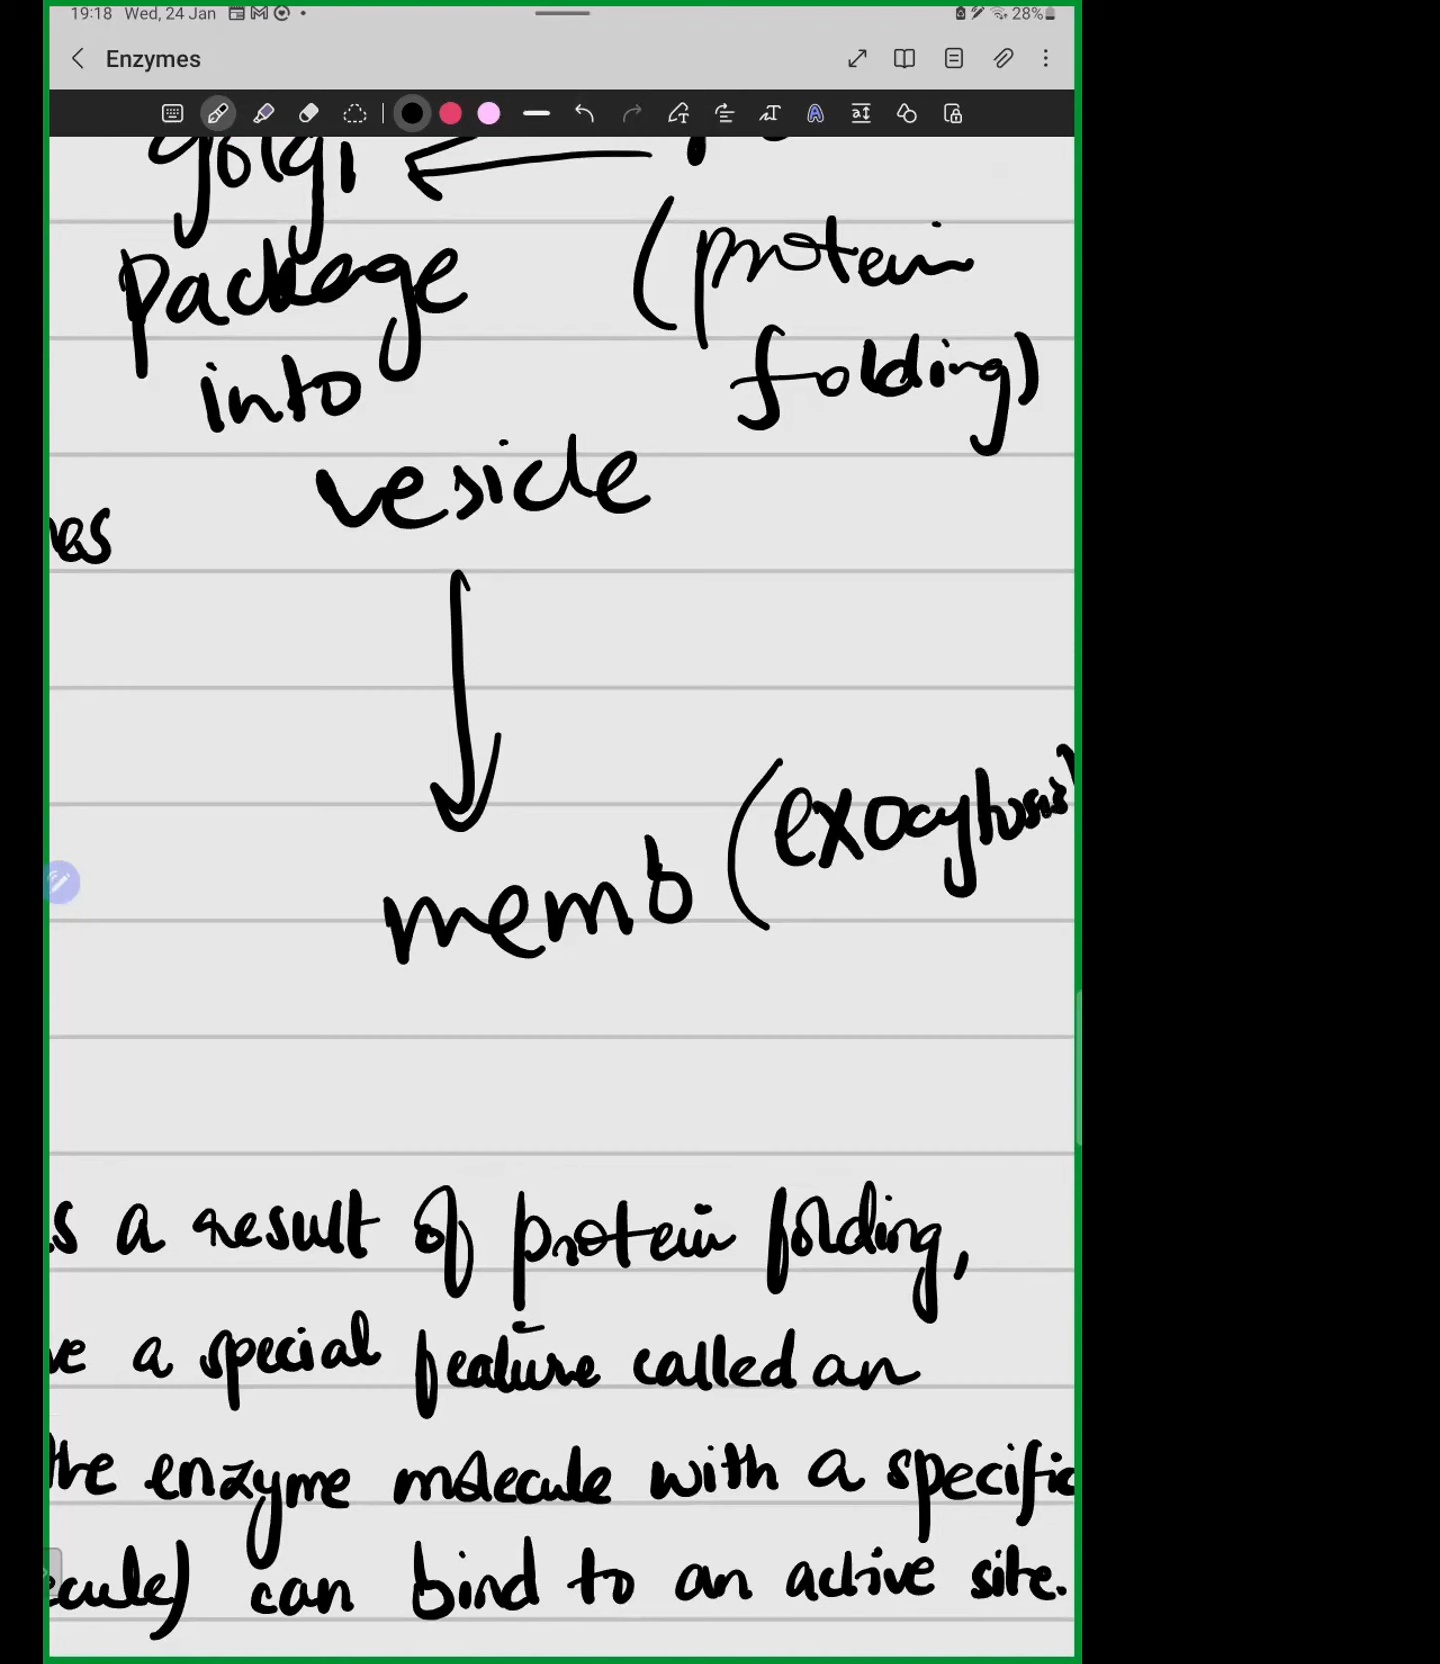 19:18 Wed, 24 Jan
28%
Enzymes
golgi
(protein
package
folding)
into
vesicle
es
(exocytosis)
memb
s a result of protein folding,
ve a special feature called an
the enzyme molecule with a specific
ecule) can bind to an active site.